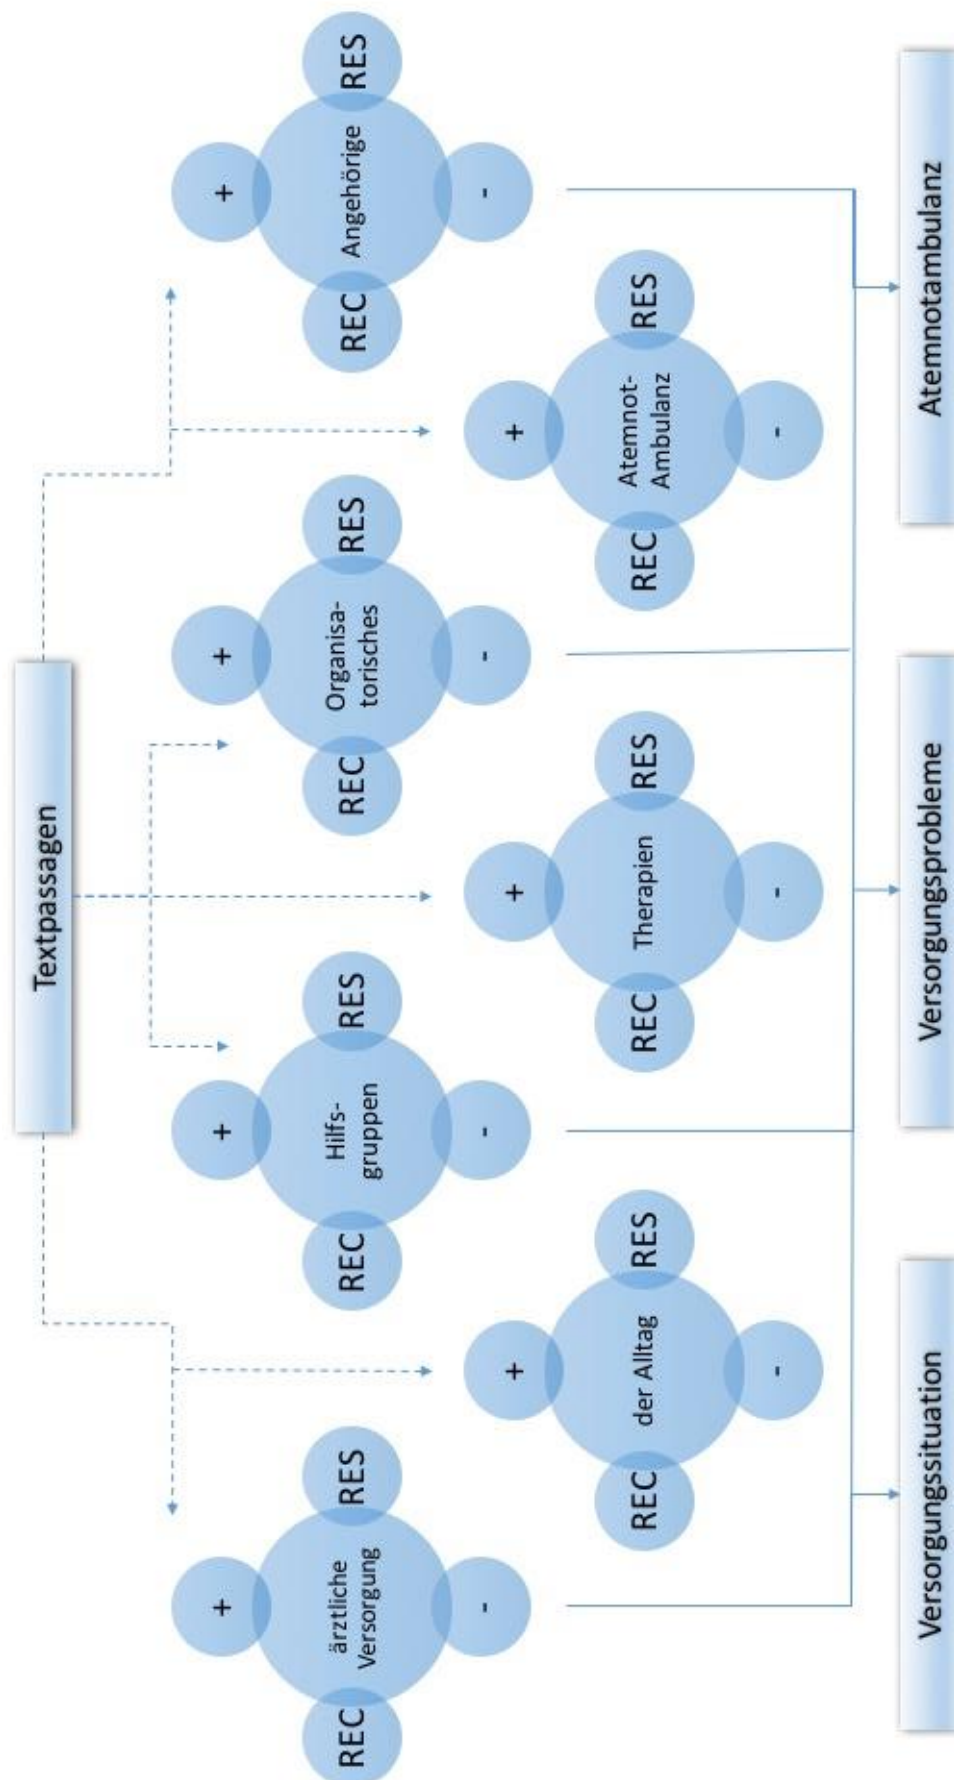 Textpassagen
+
REC
ärztliche
Versorgung
RES
-
+
REC
Hilfs-
gruppen
RES
-
+
REC
Organisa-
torisches
RES
-
+
REC
Angehörige
RES
-
+
REC
der Alltag
RES
-
+
REC
Therapien
RES
-
+
REC
Atemnot-
Ambulanz
RES
-
Versorgungssituation
Versorgungsprobleme
Atemnotambulanz